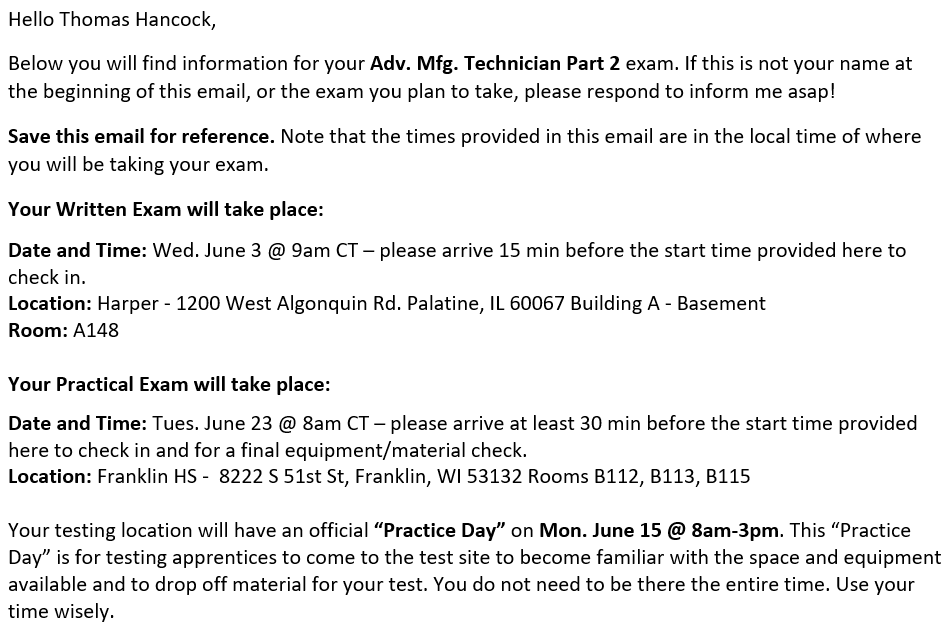 Hello Thomas Hancock,
Below you will find information for your Adv. Mfg. Technician Part 2 exam. If this is not your name at
the beginning of this email, or the exam you plan to take, please respond to inform me asap!
Save this email for reference. Note that the times provided in this email are in the local time of where
you will be taking your exam.
Your Written Exam will take place:
Date and Time: Wed. June 3 @ 9am CT – please arrive 15 min before the start time provided here to
check in.
Location: Harper - 1200 West Algonquin Rd. Palatine, IL 60067 Building A - Basement
Room: A148
Your Practical Exam will take place:
Date and Time: Tues. June 23 @ 8am CT – please arrive at least 30 min before the start time provided
here to check in and for a final equipment/material check.
Location: Franklin HS -  8222 S 51st St, Franklin, WI 53132 Rooms B112, B113, B115
Your testing location will have an official “Practice Day” on Mon. June 15 @ 8am-3pm. This “Practice
Day” is for testing apprentices to come to the test site to become familiar with the space and equipment
available and to drop off material for your test. You do not need to be there the entire time. Use your
time wisely.